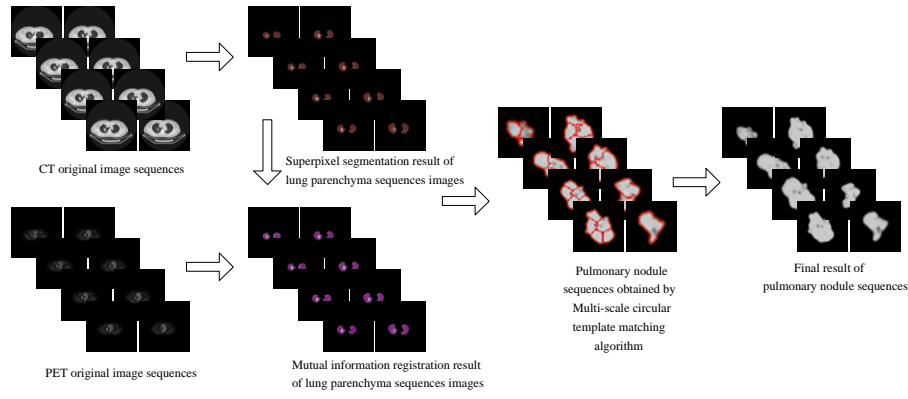 CT original image sequences
Superpixel segmentation result of
lung parenchyma sequences images
PET original image sequences
Mutual information registration result
of lung parenchyma sequences images
Pulmonary nodule
sequences obtained by
Multi-scale circular
template matching
algorithm
Final result of
pulmonary nodule sequences